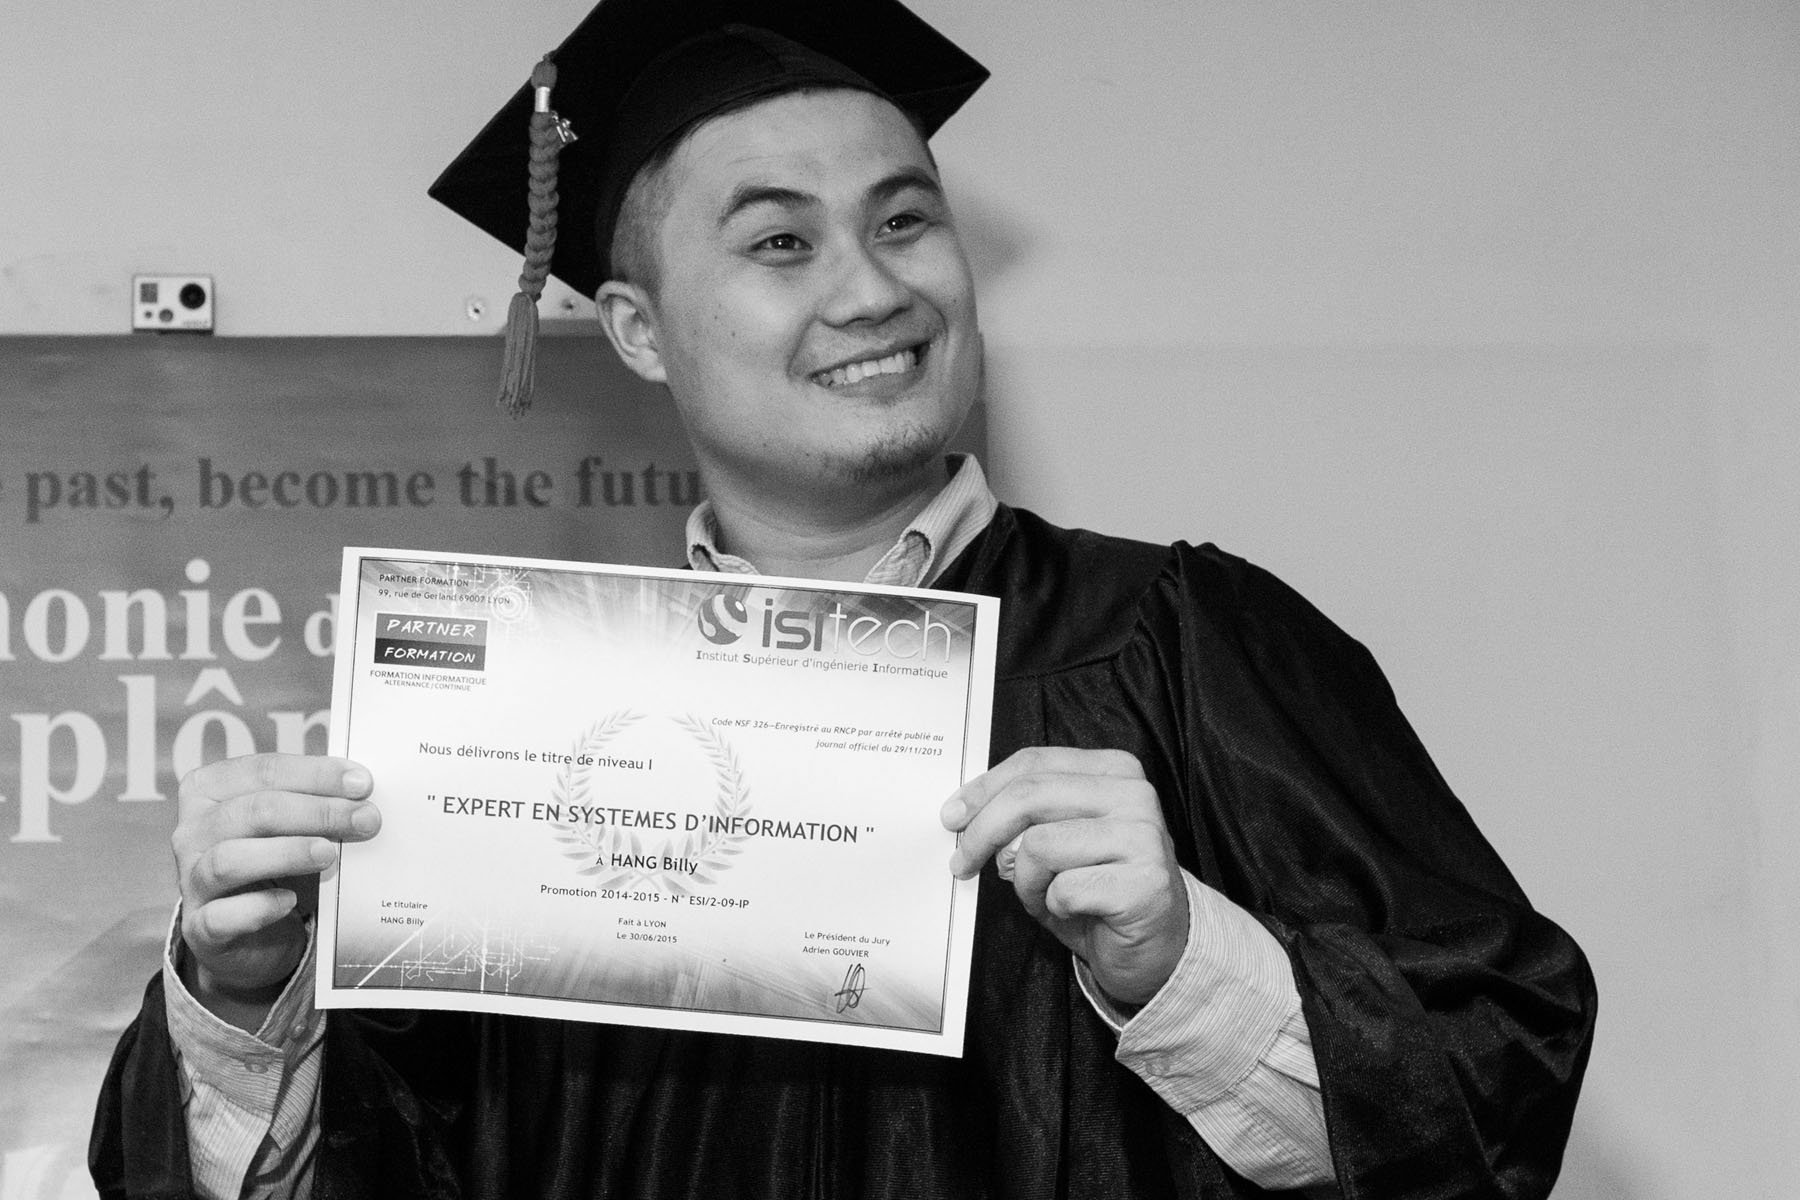 past, become the futu
monie d
plôm
PARTNER FORMATION
99, rue de Gerland 69007 LYON
PARTNER
FORMATION
FORMATION INFORMATIQUE
ALTERNANCE/CONTINUE
isitech
Institut Supérieur d'ingénierie Informatique
Code NSF 326—Enregistré au RNCP par arrêté publié au
journal officiel du 29/11/2013
Nous délivrons le titre de niveau I
" EXPERT EN SYSTEMES D'INFORMATION "
À HANG Billy
Promotion 2014-2015 - N° ESI/2-09-IP
Le titulaire
HANG Billy
Fait à LYON
Le 30/06/2015
Le Président du Jury
Adrien GOUVIER